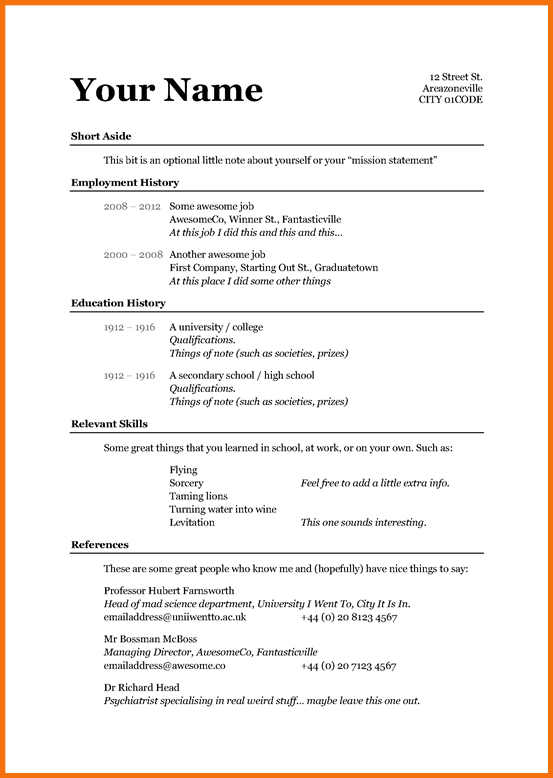 Your Name
12 Street St.
Areazoneville
CITY 01CODE
Short Aside
This bit is an optional little note about yourself or your “mission statement”
Employment History
2008 – 2012 Some awesome job
AwesomeCo, Winner St., Fantasticville
At this job I did this and this and this...
2000 – 2008 Another awesome job
First Company, Starting Out St., Graduatetown
At this place I did some other things
Education History
1912 – 1916 A university / college
Qualifications.
Things of note (such as societies, prizes)
1912 – 1916 A secondary school / high school
Qualifications.
Things of note (such as societies, prizes)
Relevant Skills
Some great things that you learned in school, at work, or on your own. Such as:
Flying
Sorcery Feel free to add a little extra info.
Taming lions
Turning water into wine
Levitation This one sounds interesting.
References
These are some great people who know me and (hopefully) have nice things to say:
Professor Hubert Farnsworth
Head of mad science department, University I Went To, City It Is In.
emailaddress@uniiwentto.ac.uk +44 (0) 20 8123 4567
Mr Bossman McBoss
Managing Director, AwesomeCo, Fantasticville
emailaddress@awesome.co +44 (0) 20 7123 4567
Dr Richard Head
Psychiatrist specialising in real weird stuff... maybe leave this one out.